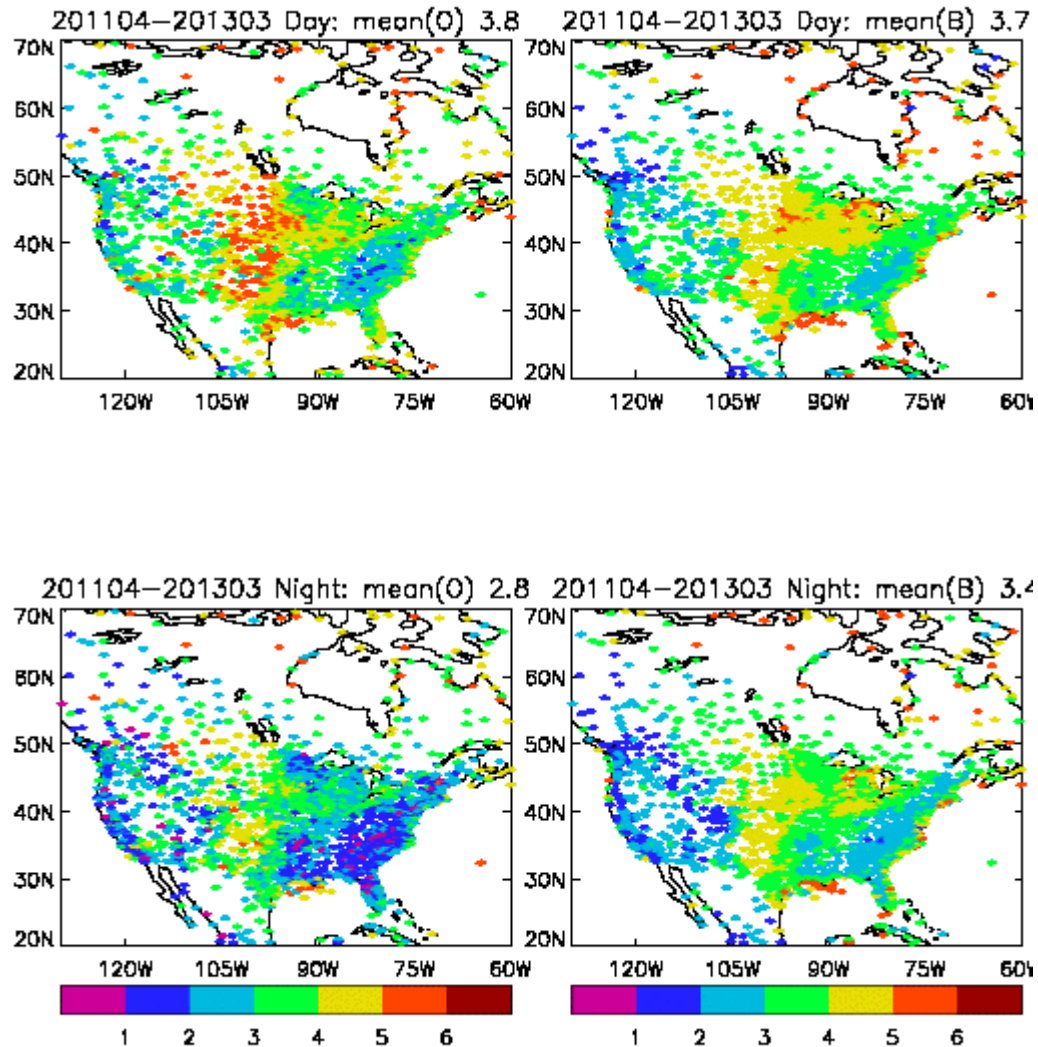 201104-201303 Day: mean(O) 3.8
201104-201303 Day: mean(B) 3.7
70N
60N
50N
40N
30N
20N
120W 105W 90W 75W 60W
70N
60N
50N
40N
30N
20N
120W 105W 90W 75W 60W
201104-201303 Night: mean(O) 2.8
201104-201303 Night: mean(B) 3.4
70N
60N
50N
40N
30N
20N
120W 105W 90W 75W 60W
70N
60N
50N
40N
30N
20N
120W 105W 90W 75W 60W
1 2 3 4 5 6
1 2 3 4 5 6